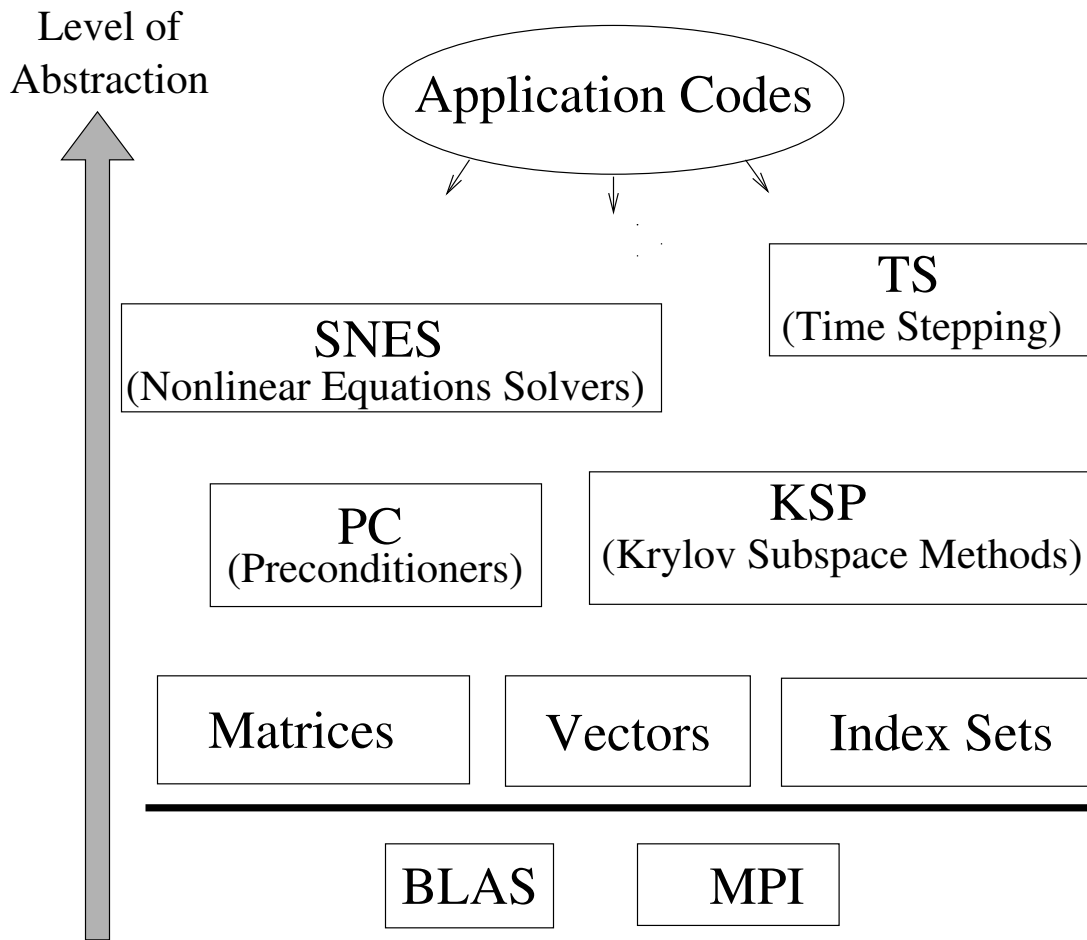 Level of
Abstraction
Application Codes
TS
(Time Stepping)
SNES
(Nonlinear Equations Solvers)
PC
(Preconditioners)
KSP
(Krylov Subspace Methods)
Matrices
Vectors
Index Sets
BLAS
MPI